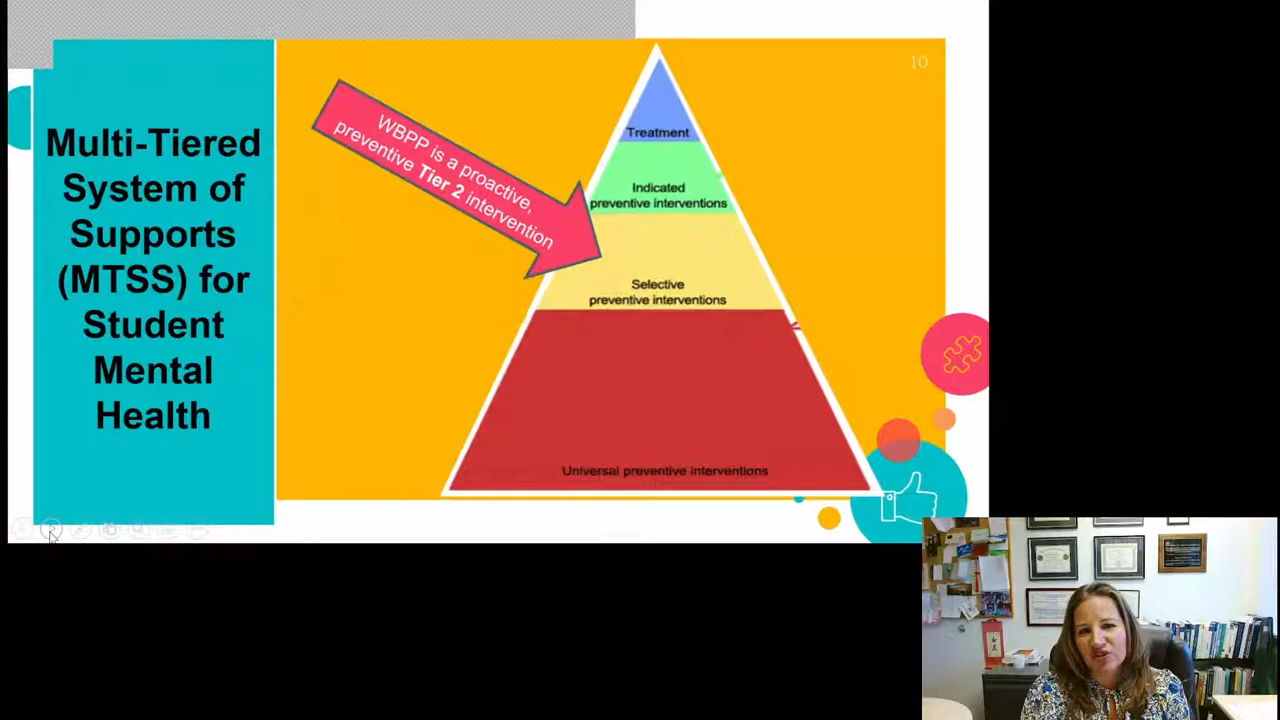 Multi-Tiered
System of
Supports
(MTSS) for
Student
Mental
Health
10
WBPP is a proactive,
preventive Tier 2 intervention
Treatment
Indicated
preventive interventions
Selective
preventive interventions
Universal preventive interventions